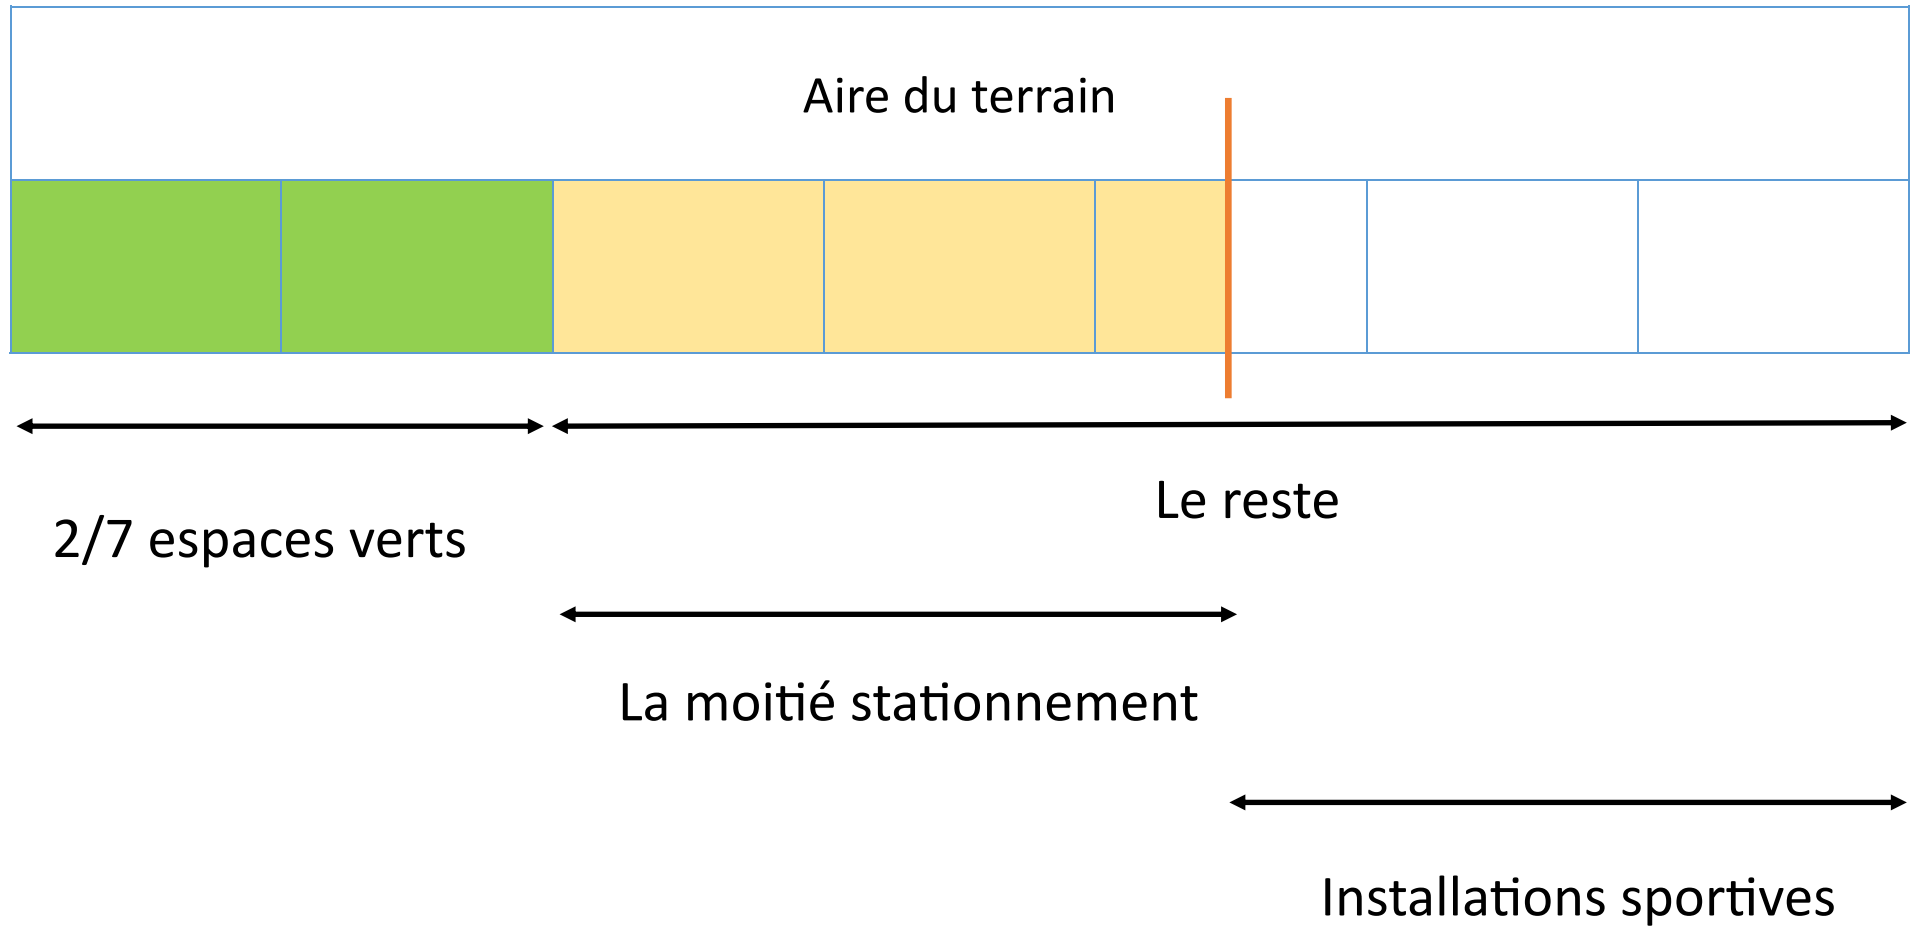 Aire du terrain
Le reste
2/7 espaces verts
La moitié stationnement
Installations sportives